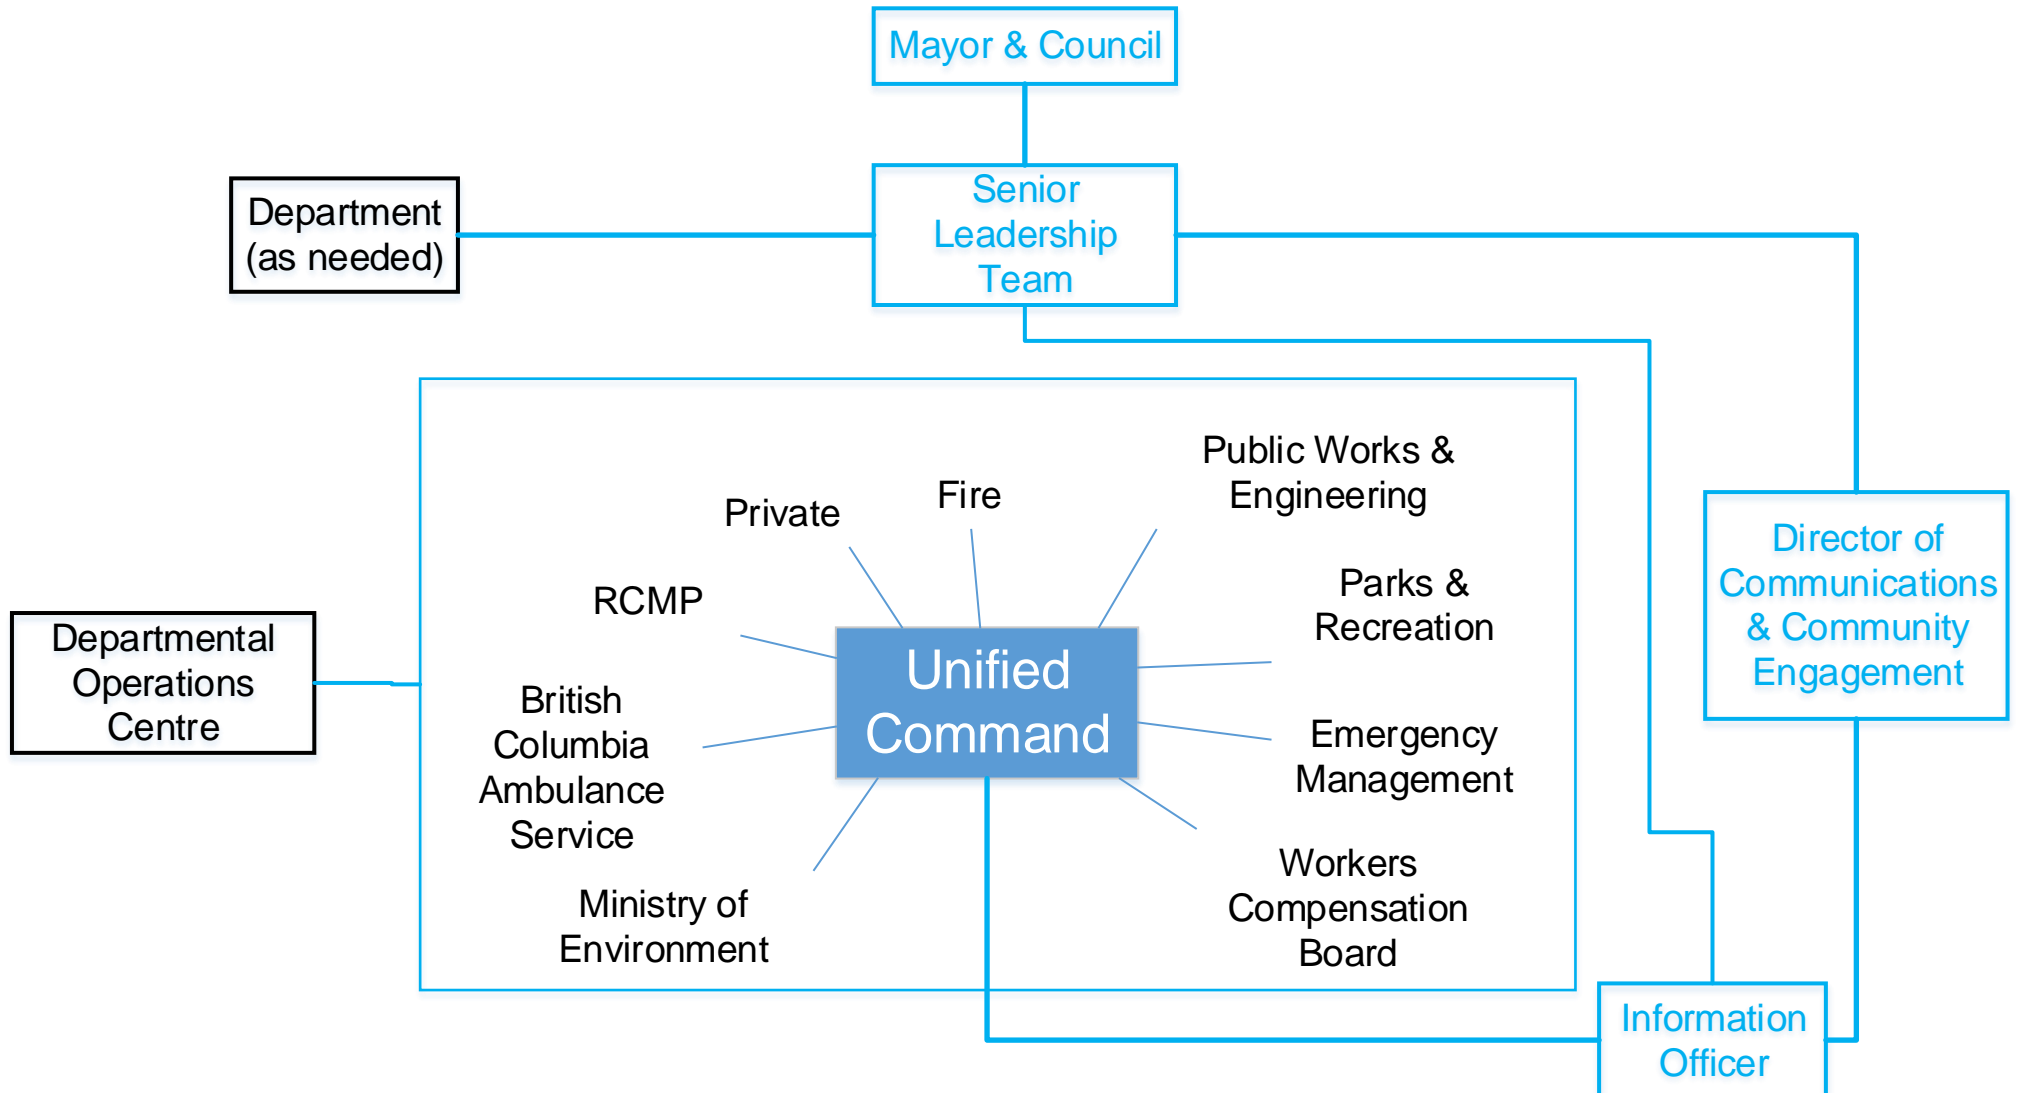 Mayor & Council
Senior
Leadership
Team
Department
(as needed)
Public Works &
Engineering
Fire
Private
RCMP
Parks &
Recreation
Director of
Communications
& Community
Engagement
Departmental
Operations
Centre
Unified
Command
British
Columbia
Ambulance
Service
Emergency
Management
Ministry of
Environment
Workers
Compensation
Board
Information
Officer